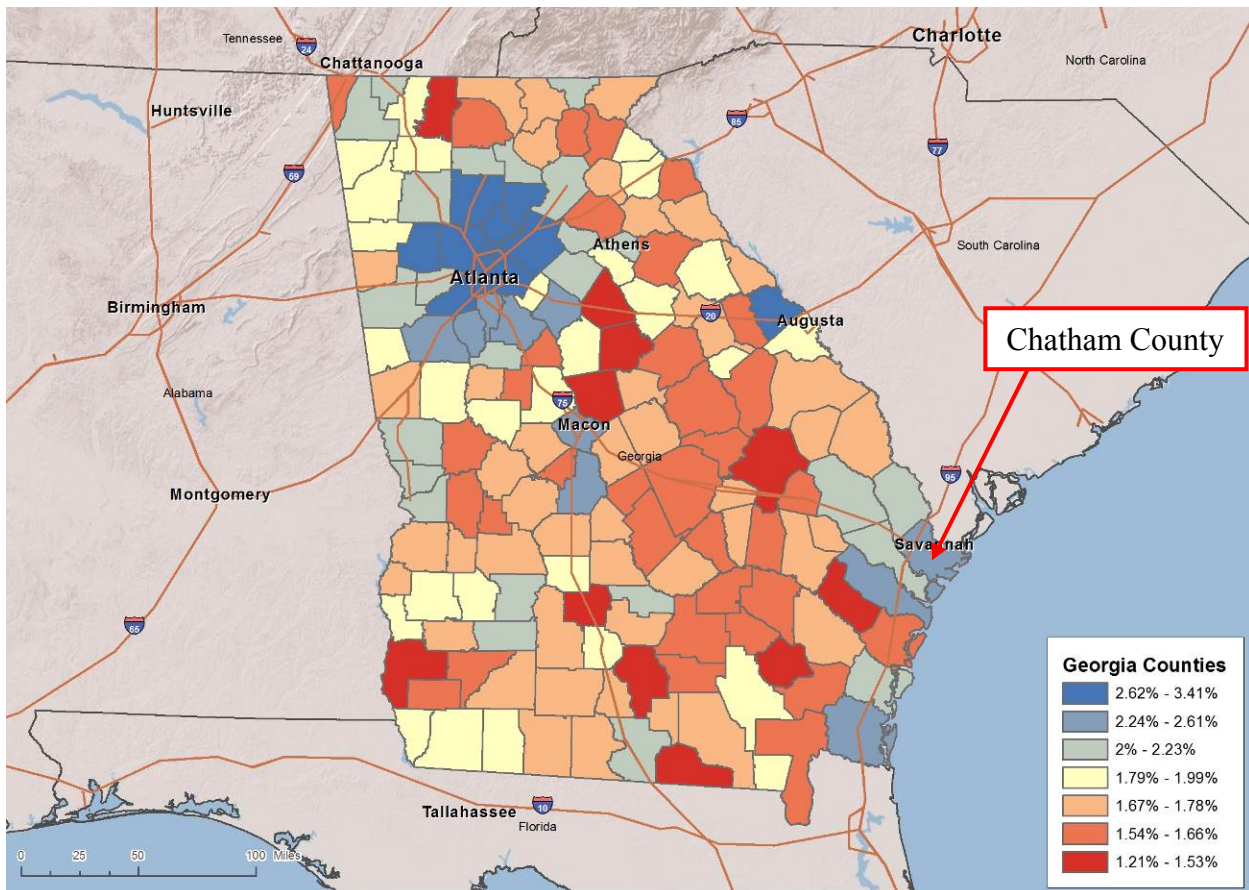 Tennessee
24
Chattanooga
Charlotte
North Carolina
Huntsville
85
77
59
Athens
South Carolina
Atlanta
Birmingham
20
Augusta
Chatham County
Alabama
75
Macon
Georgia
95
Montgomery
Savannah
65
Tallahassee
10
Florida
0 25 50 100 Miles
Georgia Counties
2.62% - 3.41%
2.24% - 2.61%
2% - 2.23%
1.79% - 1.99%
1.67% - 1.78%
1.54% - 1.66%
1.21% - 1.53%